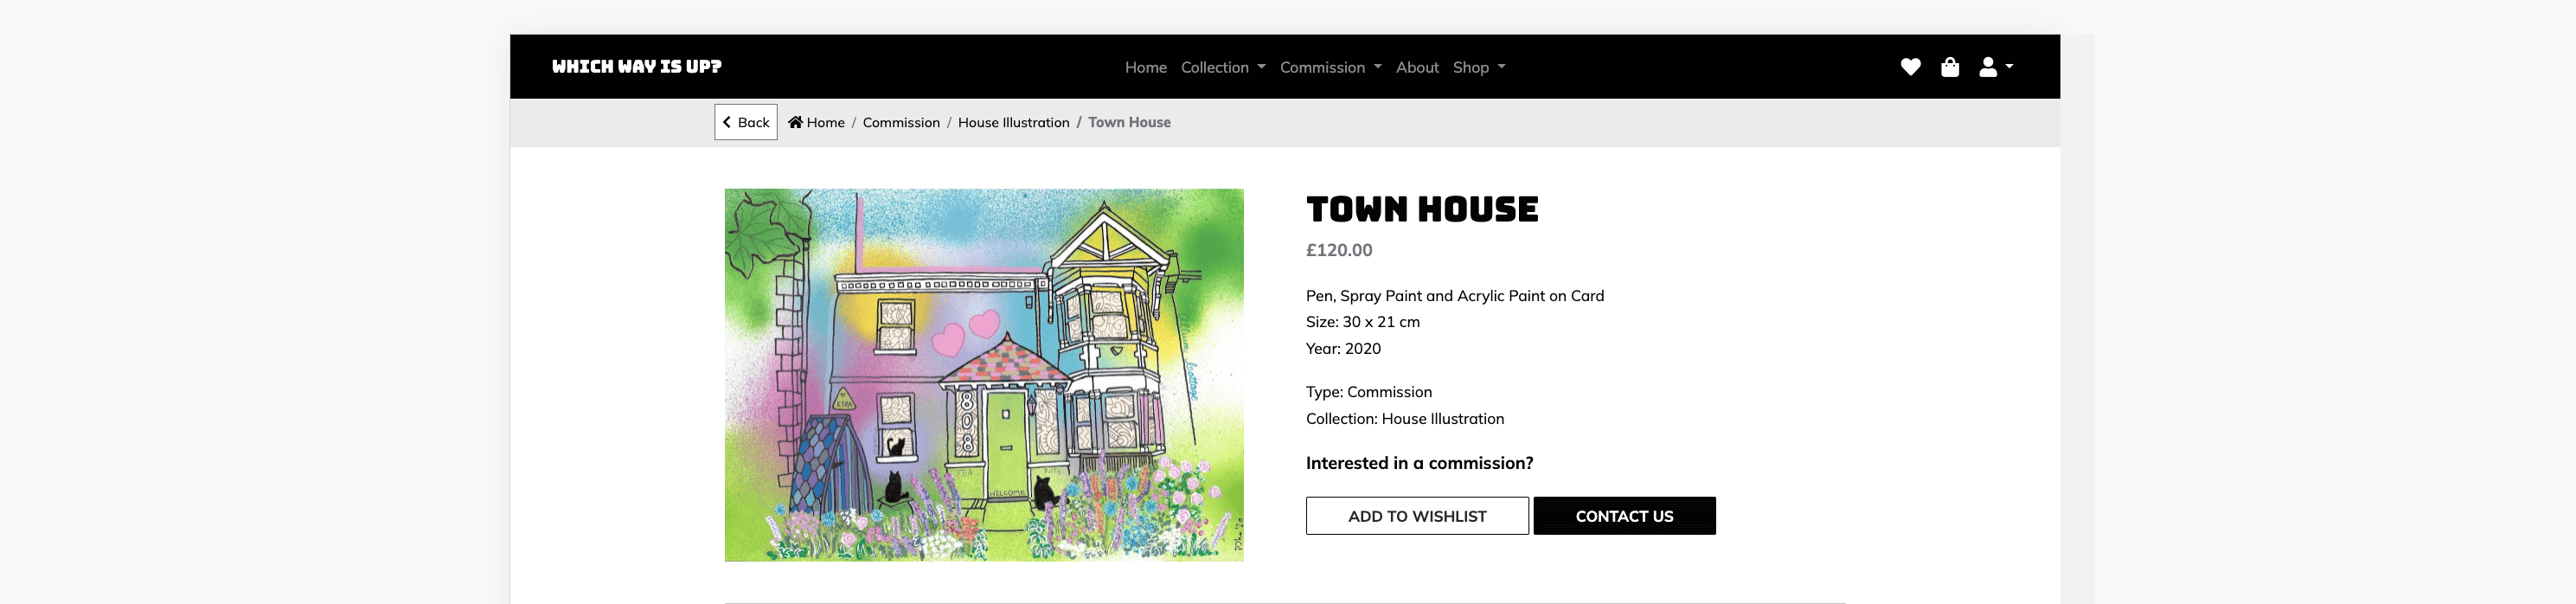 WHICH WAY IS UP?
Home Collection Commission About Shop
Back Home / Commission / House Illustration / Town House
TOWN HOUSE
£120.00
Pen, Spray Paint and Acrylic Paint on Card
Size: 30 x 21 cm
Year: 2020
Type: Commission
Collection: House Illustration
Interested in a commission?
ADD TO WISHLIST CONTACT US
808
WELCOME